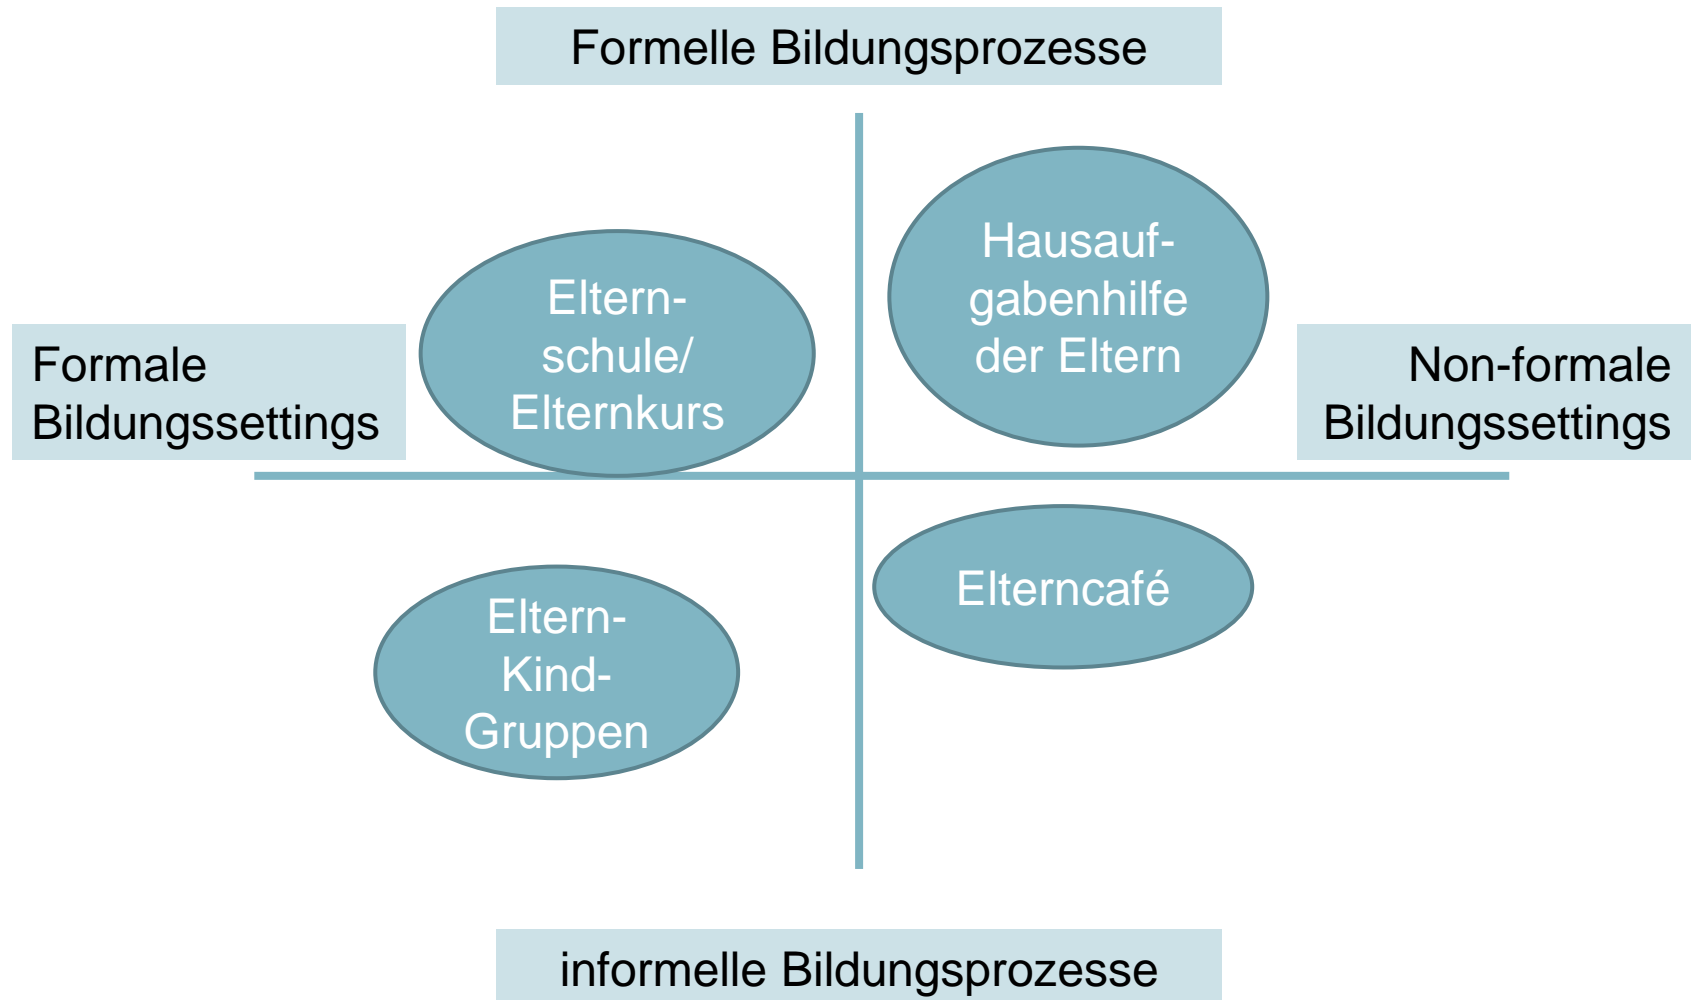 Formelle Bildungsprozesse
Hausauf-
gabenhilfe
der Eltern
Eltern-
schule/
Elternkurs
Formale
Bildungssettings
Non-formale
Bildungssettings
Elterncafé
Eltern-
Kind-
Gruppen
informelle Bildungsprozesse